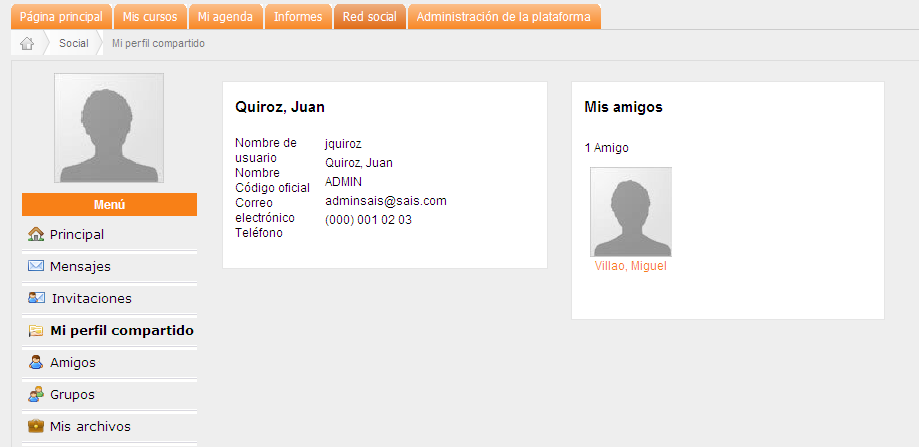 Página principal
Mis cursos
Mi agenda
Informes
Red social
Administración de la plataforma
Social
Mi perfil compartido
Menú
Principal
Mensajes
Invitaciones
Mi perfil compartido
Amigos
Grupos
Mis archivos
Quiroz, Juan
Nombre de
usuario
Nombre
Código oficial
Correo
electrónico
Teléfono
jquiroz
Quiroz, Juan
ADMIN
adminsais@sais.com
(000) 001 02 03
Mis amigos
1 Amigo
Villao, Miguel